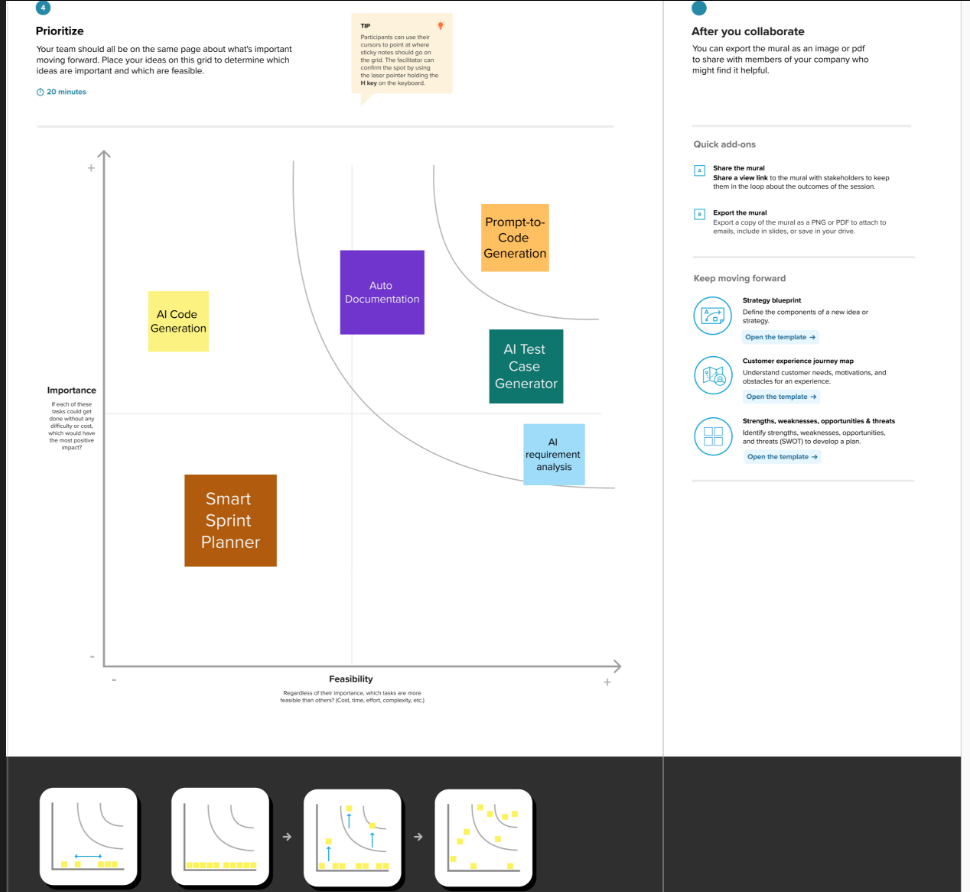 4
Prioritize
Your team should all be on the same page about what's important
moving forward. Place your ideas on this grid to determine which
ideas are important and which are feasible.
20 minutes
TIP
Participants can use their
cursors to point at where
sticky notes should go on
the grid. The facilitator can
confirm the spot by using
the laser pointer holding the
H key on the keyboard.
+
Prompt-to-
Code
Generation
Auto
Documentation
AI Code
Generation
AI Test
Case
Generator
Importance
If each of these
tasks could get
done without any
difficulty or cost,
which would have
the most positive
impact?
AI
requirement
analysis
Smart
Sprint
Planner
-
-
Feasibility
+
Regardless of their importance, which tasks are more
feasible than others? (Cost, time, effort, complexity, etc.)
After you collaborate
You can export the mural as an image or pdf
to share with members of your company who
might find it helpful.
Quick add-ons
A
Share the mural
Share a view link to the mural with stakeholders to keep
them in the loop about the outcomes of the session.
B
Export the mural
Export a copy of the mural as a PNG or PDF to attach to
emails, include in slides, or save in your drive.
Keep moving forward
Strategy blueprint
Define the components of a new idea or
strategy.
Open the template →
Customer experience journey map
Understand customer needs, motivations, and
obstacles for an experience.
Open the template →
Strengths, weaknesses, opportunities & threats
Identify strengths, weaknesses, opportunities,
and threats (SWOT) to develop a plan.
Open the template →